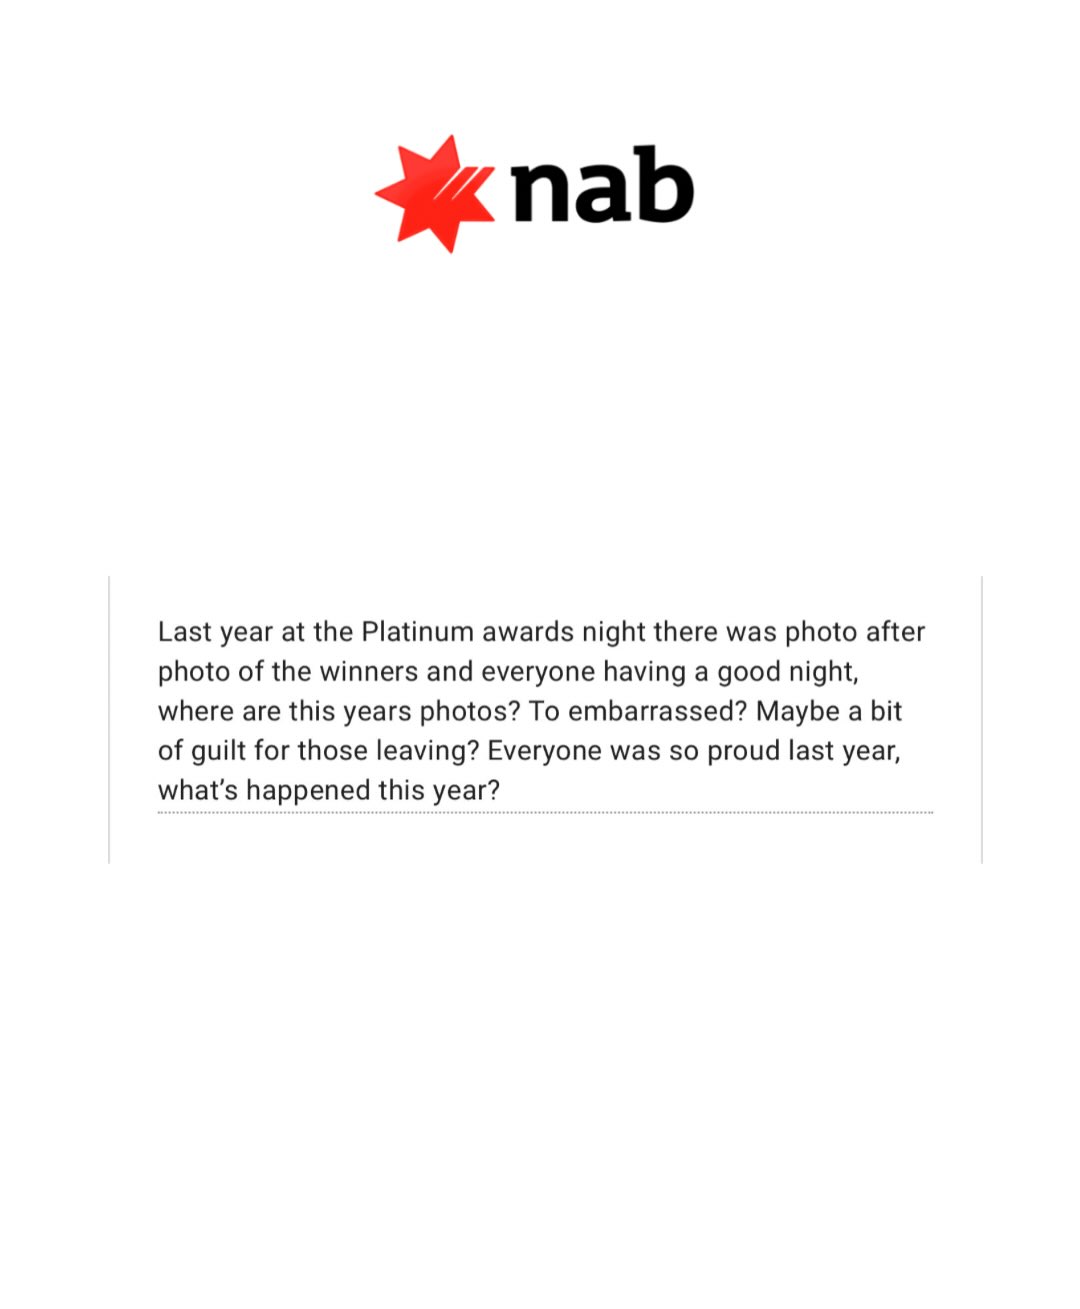 nab
Last year at the Platinum awards night there was photo after
photo of the winners and everyone having a good night,
where are this years photos? To embarrassed? Maybe a bit
of guilt for those leaving? Everyone was so proud last year,
what’s happened this year?